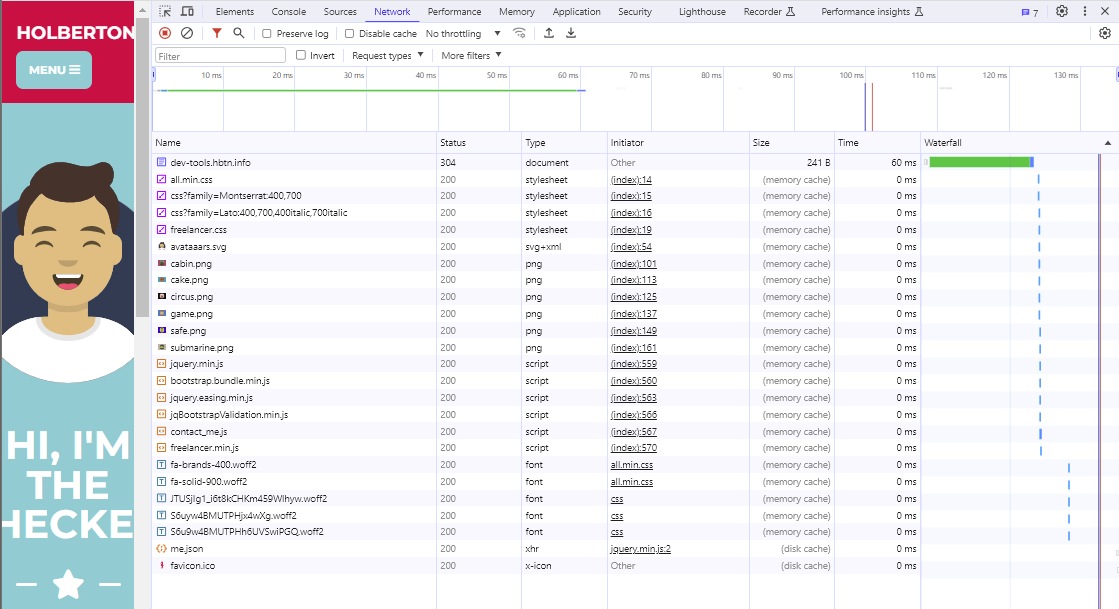 HOLBERTON
MENU
HI, I'M
THE
HECKE
Elements Console Sources Network Performance Memory Application Security Lighthouse Recorder Performance insights 7
Preserve log Disable cache No throttling
Filter Invert Request types More filters
10 ms 20 ms 30 ms 40 ms 50 ms 60 ms 70 ms 80 ms 90 ms 100 ms 110 ms 120 ms 130 ms
Name Status Type Initiator Size Time Waterfall
dev-tools.hbtn.info 304 document Other 241 B 60 ms
all.min.css 200 stylesheet (index):14 (memory cache) 0 ms
css?family=Montserrat:400,700 200 stylesheet (index):15 (memory cache) 0 ms
css?family=Lato:400,700,400italic,700italic 200 stylesheet (index):16 (memory cache) 0 ms
freelancer.css 200 stylesheet (index):19 (memory cache) 0 ms
avataaars.svg 200 svg+xml (index):54 (memory cache) 0 ms
cabin.png 200 png (index):101 (memory cache) 0 ms
cake.png 200 png (index):113 (memory cache) 0 ms
circus.png 200 png (index):125 (memory cache) 0 ms
game.png 200 png (index):137 (memory cache) 0 ms
safe.png 200 png (index):149 (memory cache) 0 ms
submarine.png 200 png (index):161 (memory cache) 0 ms
jquery.min.js 200 script (index):559 (memory cache) 0 ms
bootstrap.bundle.min.js 200 script (index):560 (memory cache) 0 ms
jquery.easing.min.js 200 script (index):563 (memory cache) 0 ms
jqBootstrapValidation.min.js 200 script (index):566 (memory cache) 0 ms
contact_me.js 200 script (index):567 (memory cache) 0 ms
freelancer.min.js 200 script (index):570 (memory cache) 0 ms
fa-brands-400.woff2 200 font all.min.css (memory cache) 0 ms
fa-solid-900.woff2 200 font all.min.css (memory cache) 0 ms
JTUSjIg1_i6t8kCHKm459Wlhyw.woff2 200 font css (memory cache) 0 ms
S6uyw4BMUTPHjx4wXg.woff2 200 font css (memory cache) 0 ms
S6u9w4BMUTPHh6UVSwiPGQ.woff2 200 font css (memory cache) 0 ms
me.json 200 xhr jquery.min.js:2 (disk cache) 0 ms
favicon.ico 200 x-icon Other (disk cache) 0 ms